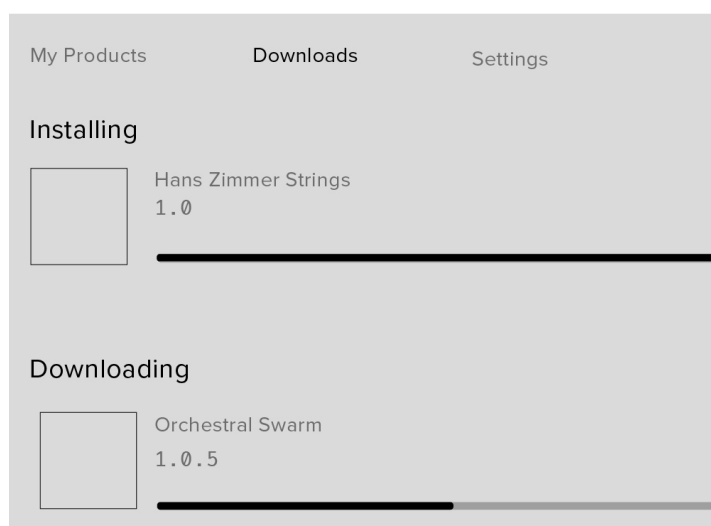 My Products
Downloads
Settings
Installing
Hans Zimmer Strings
1.0
Downloading
Orchestral Swarm
1.0.5